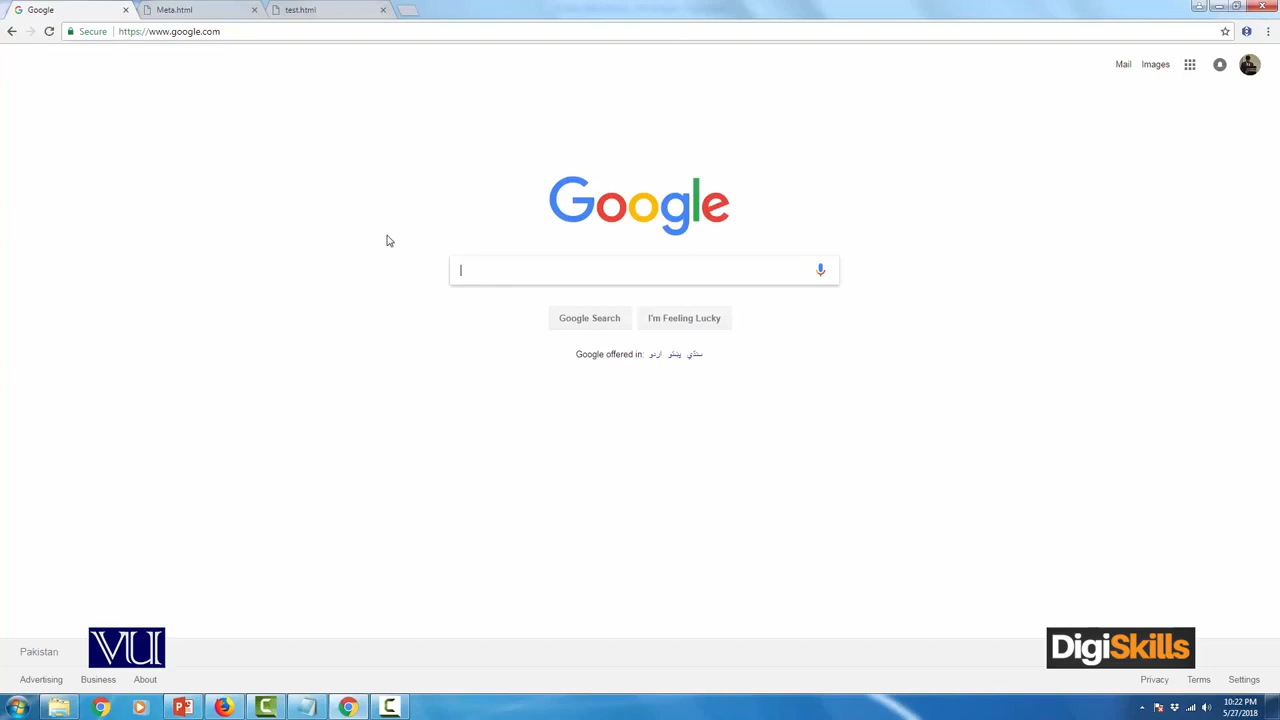 Google
Meta.html
test.html
Secure
https://www.google.com
Mail
Images
Google
Google Search
I'm Feeling Lucky
Google offered in: اردو پښتو سنڌي
Pakistan
VU
DigiSkills
Advertising
Business
About
Privacy
Terms
Settings
10:22 PM
5/27/2018